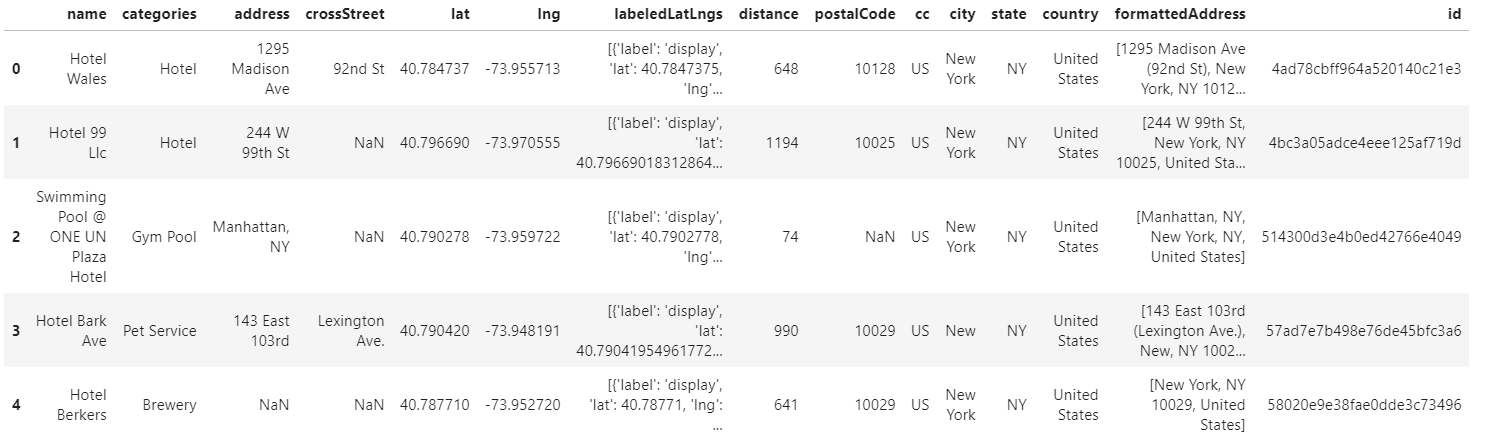 name categories address crossStreet lat lng labeledLatLngs distance postalCode cc city state country formattedAddress id
0 Hotel Wales Hotel 1295 Madison Ave 92nd St 40.784737 -73.955713 [{'label': 'display', 'lat': 40.7847375, 'lng'... 648 10128 US New York NY United States [1295 Madison Ave (92nd St), New York, NY 1012... 4ad78cbff964a520140c21e3
1 Hotel 99 Llc Hotel 244 W 99th St NaN 40.796690 -73.970555 [{'label': 'display', 'lat': 40.79669018312864... 1194 10025 US New York NY United States [244 W 99th St, New York, NY 10025, United Sta... 4bc3a05adce4eee125af719d
2 Swimming Pool @ ONE UN Plaza Hotel Gym Pool Manhattan, NY NaN 40.790278 -73.959722 [{'label': 'display', 'lat': 40.7902778, 'lng'... 74 NaN US New York NY United States [Manhattan, NY, New York, NY, United States] 514300d3e4b0ed42766e4049
3 Hotel Bark Ave Pet Service 143 East 103rd Lexington Ave. 40.790420 -73.948191 [{'label': 'display', 'lat': 40.79041954961772... 990 10029 US New NY United States [143 East 103rd (Lexington Ave.), New, NY 1002... 57ad7e7b498e76de45bfc3a6
4 Hotel Berkers Brewery NaN NaN 40.787710 -73.952720 [{'label': 'display', 'lat': 40.78771, 'lng': ... 641 10029 US New York NY United States [New York, NY 10029, United States] 58020e9e38fae0dde3c73496